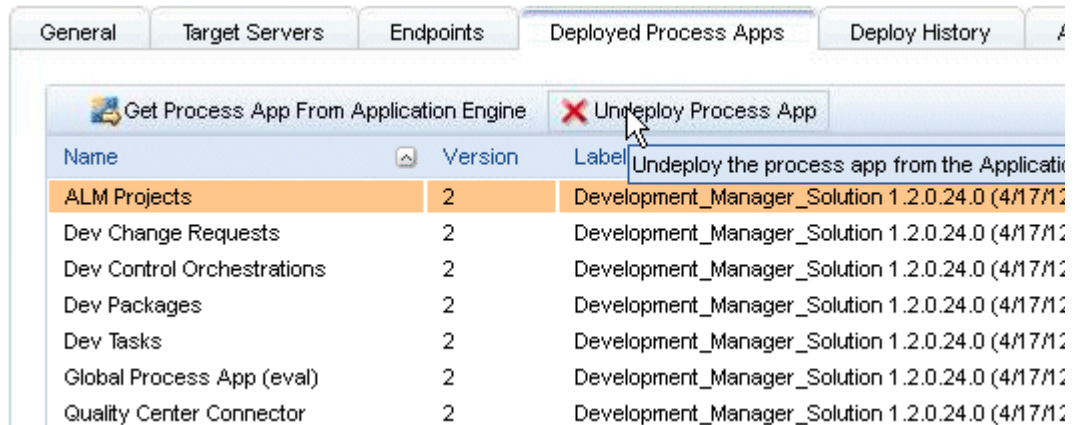 General Target Servers Endpoints Deployed Process Apps Deploy History
Get Process App From Application Engine Undeploy Process App
Name Version Label
Undeploy the process app from the
ALM Projects 2 Development_Manager_Solution 1.2.0.24.0 (4/17/12
Dev Change Requests 2 Development_Manager_Solution 1.2.0.24.0 (4/17/12
Dev Control Orchestrations 2 Development_Manager_Solution 1.2.0.24.0 (4/17/12
Dev Packages 2 Development_Manager_Solution 1.2.0.24.0 (4/17/12
Dev Tasks 2 Development_Manager_Solution 1.2.0.24.0 (4/17/12
Global Process App (eval) 2 Development_Manager_Solution 1.2.0.24.0 (4/17/12
Quality Center Connector 2 Development_Manager_Solution 1.2.0.24.0 (4/17/12